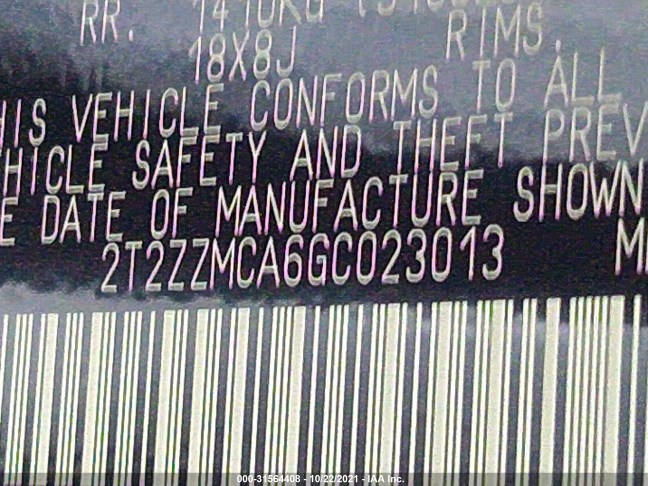 RR. 1410KG
18X8J RIMS.
HIS VEHICLE CONFORMS TO ALL
HICLE SAFETY AND THEFT PREV
E DATE OF MANUFACTURE SHOWN
2T2ZZMCA6GC023013 M
000-31564408 - 10/22/2021 - IAA Inc.